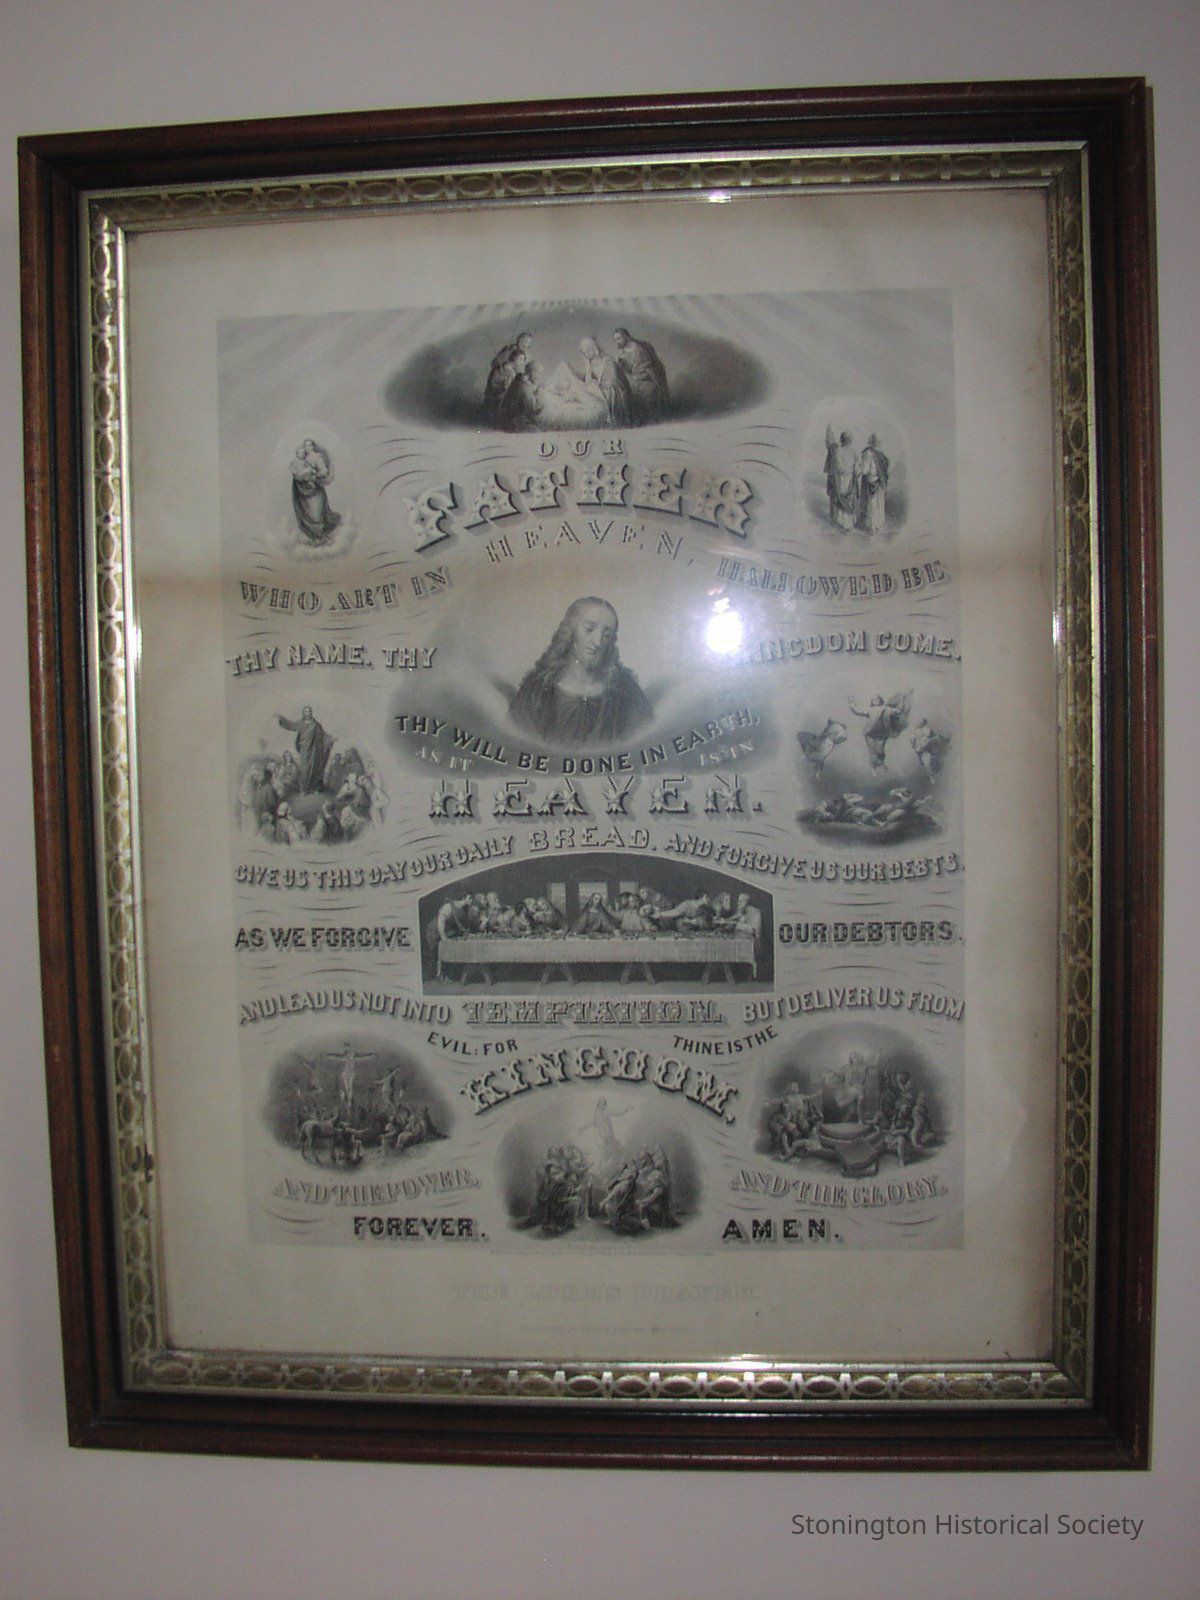 OUR
FATHER
WHO ART IN HEAVEN, HALLOWED BE
THY NAME. THY KINGDOM COME.
THY WILL BE DONE IN EARTH,
AS IT IS IN
HEAVEN.
GIVE US THIS DAY OUR DAILY BREAD. AND FORGIVE US OUR DEBTS.
AS WE FORGIVE OUR DEBTORS.
AND LEAD US NOT INTO TEMPTATION. BUT DELIVER US FROM
EVIL: FOR THINE IS THE
KINGDOM.
AND THE POWER. AND THE GLORY.
FOREVER. AMEN.
THE LORD'S PRAYER.
Stonington Historical Society